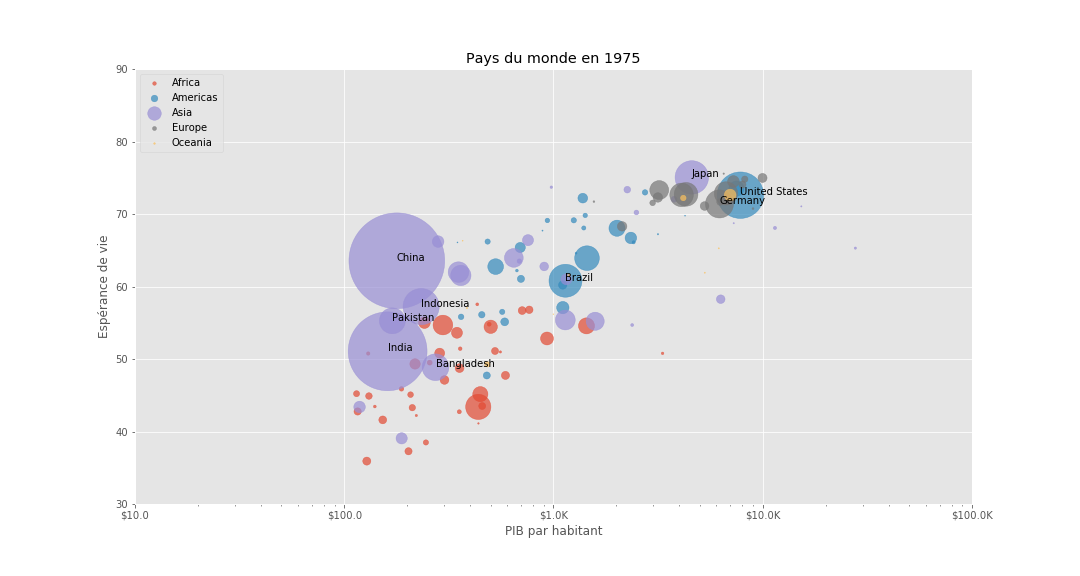 Pays du monde en 1975
90
80
70
60
50
40
30
Espérance de vie
Africa
Americas
Asia
Europe
Oceania
Japan
United States
Germany
China
Brazil
Indonesia
Pakistan
India
Bangladesh
$10.0
$100.0
$1.0K
$10.0K
$100.0K
PIB par habitant